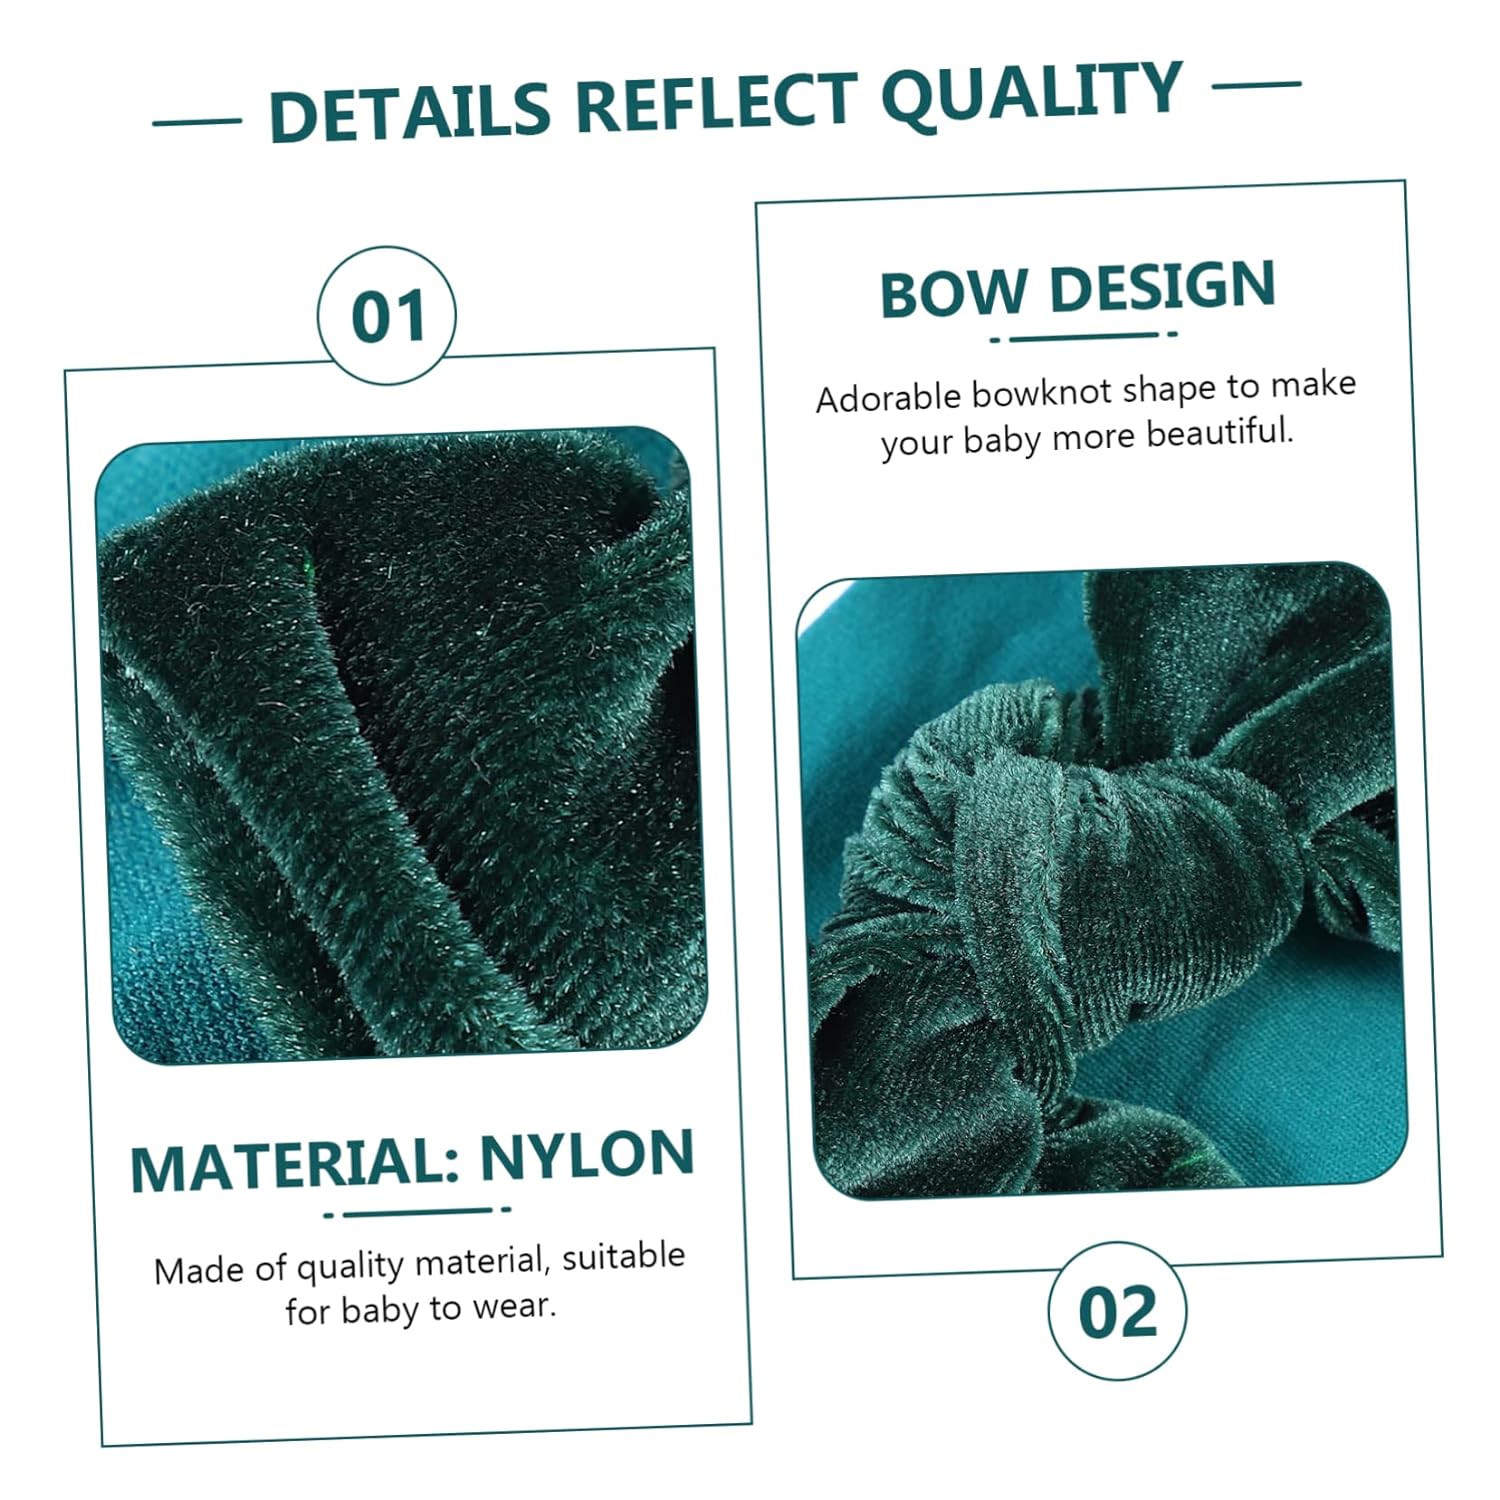 DETAILS REFLECT QUALITY
01
MATERIAL: NYLON
Made of quality material, suitable
for baby to wear.
BOW DESIGN
Adorable bowknot shape to make
your baby more beautiful.
02